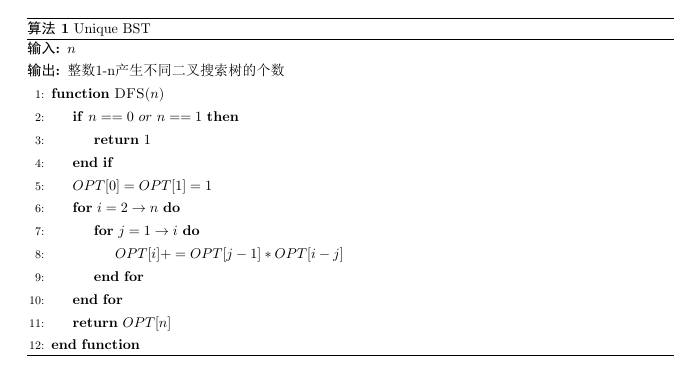 算法 1 Unique BST
输入: n
输出: 整数1-n产生不同二叉搜索树的个数
1: function DFS(n)
2: if n == 0 or n == 1 then
3: return 1
4: end if
5: OPT[0] = OPT[1] = 1
6: for i = 2 → n do
7: for j = 1 → i do
8: OPT[i]+ = OPT[j − 1] ∗ OPT[i − j]
9: end for
10: end for
11: return OPT[n]
12: end function